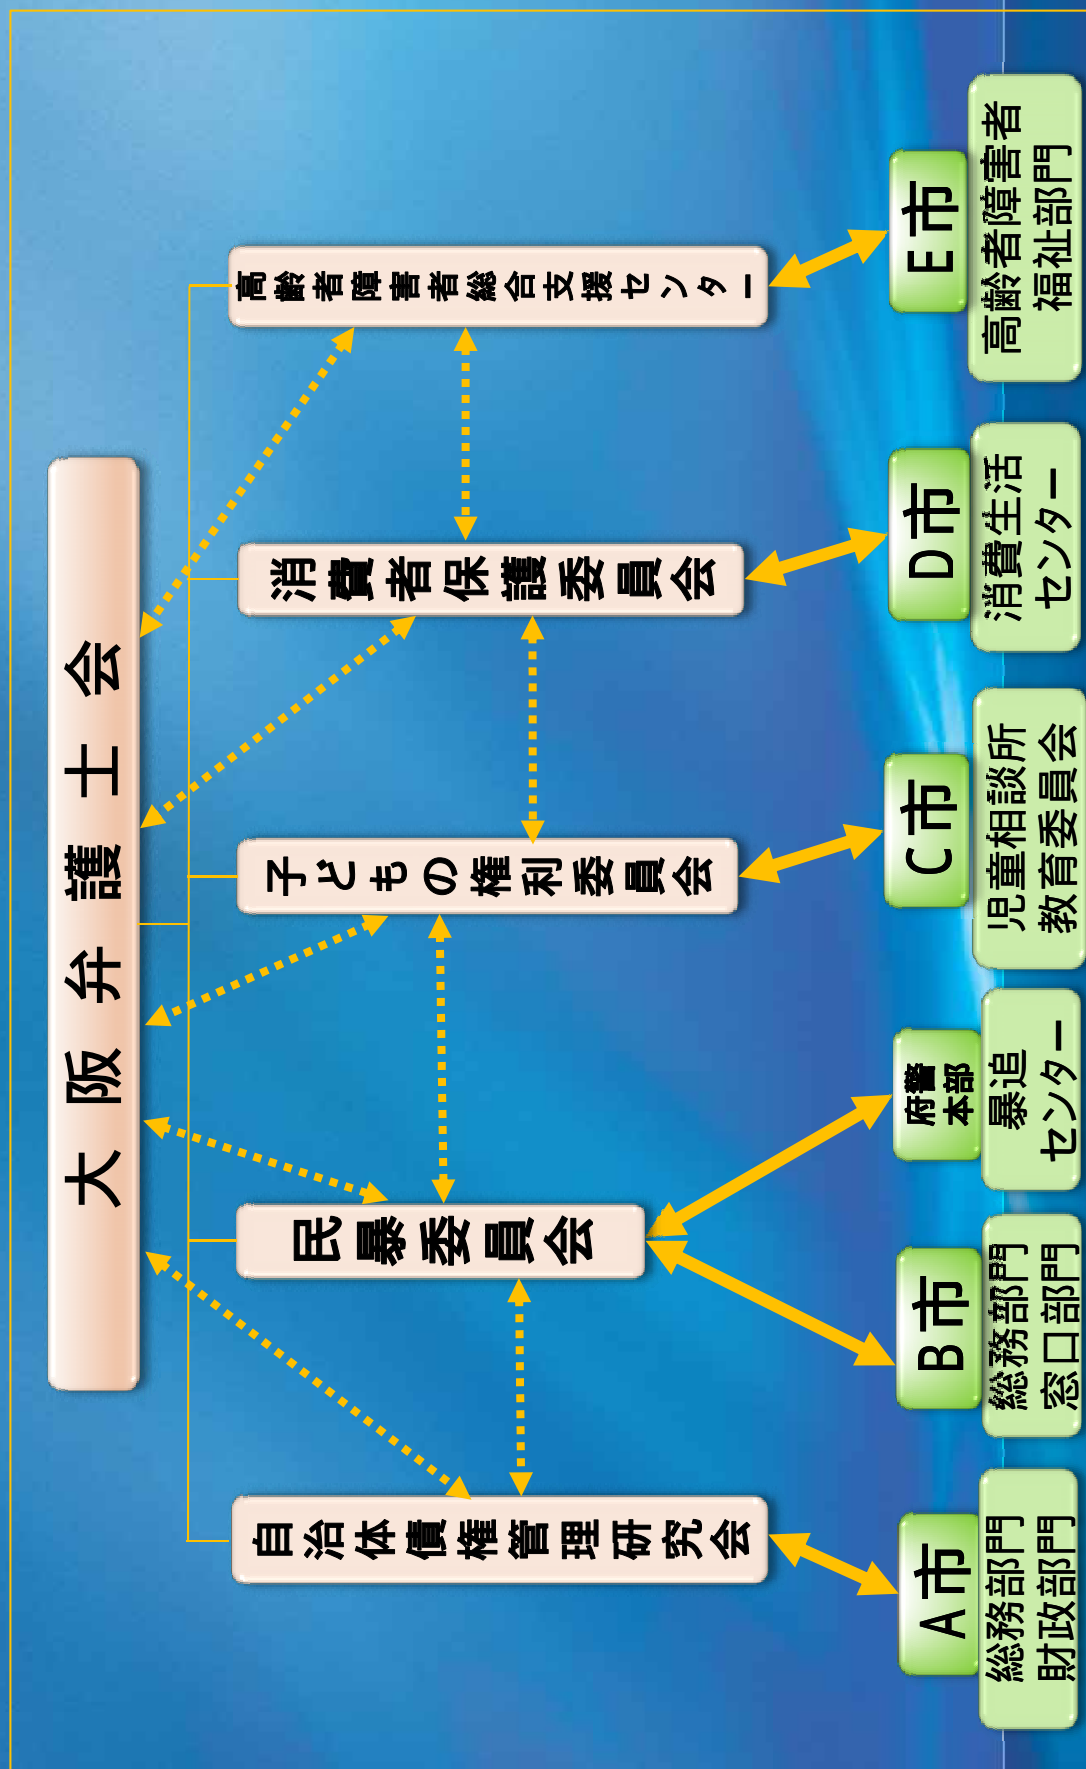 大阪弁護士会
自治体債権管理研究会
民暴委員会
子どもの権利委員会
消費者保護委員会
高齢者障害者総合支援センター
A市
総務部門
財政部門
B市
総務部門
窓口部門
府警
本部
暴追
センター
C市
児童相談所
教育委員会
D市
消費生活
センター
E市
高齢者障害者
福祉部門